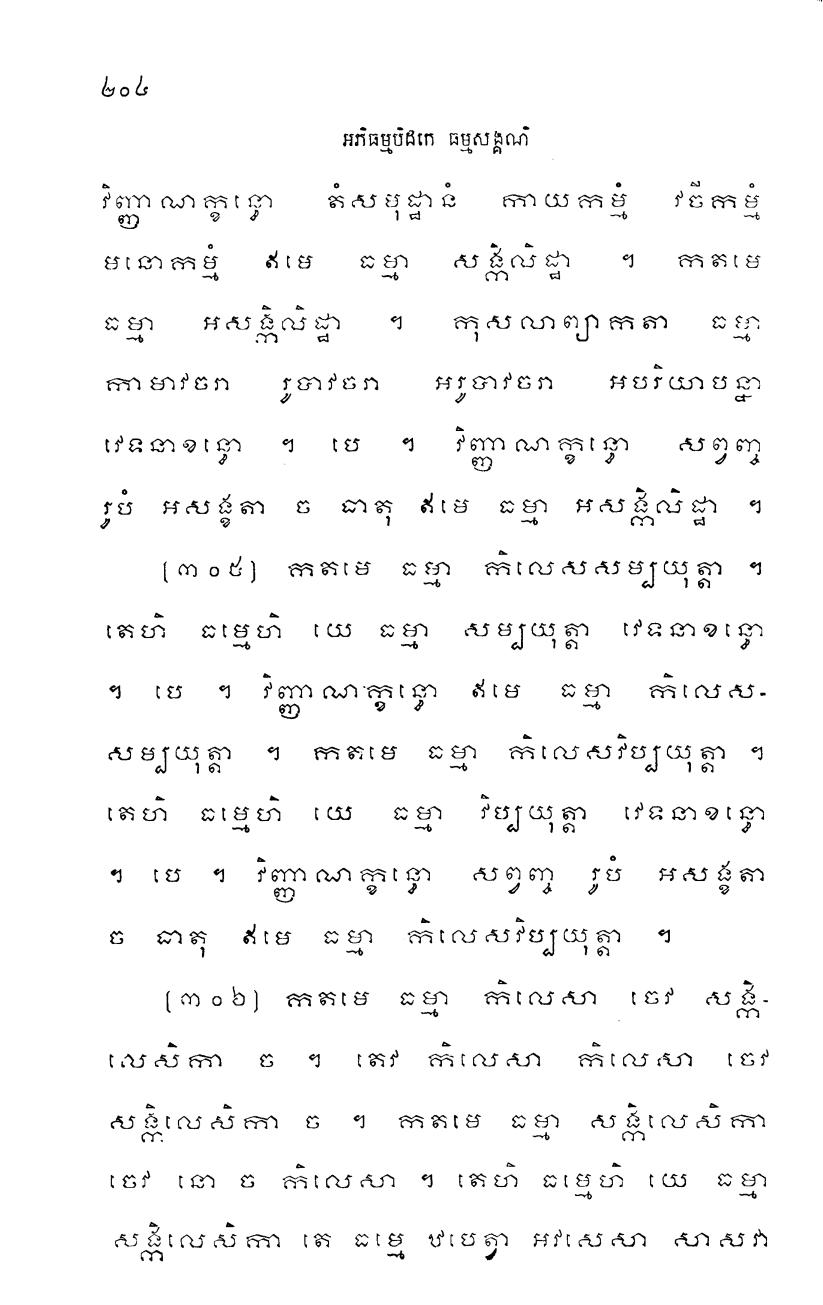 ២០៤
អភិធម្មបិដកេ ធម្មសង្គណិ
វិញ្ញាណក្ខន្ធោ តំសមុដ្ឋានំ កាយកម្មំ វចីកម្មំ
មនោកម្មំ ឥមេ ធម្មា សង្កិលិដ្ឋា ។ កតមេ
ធម្មា អសង្កិលិដ្ឋា ។ កុសលាព្យាកតា ធម្មា
កាមាវចរា រូបាវចរា អរូបាវចរា អបរិយាបន្នា
វេទនាខន្ធោ ។ បេ ។ វិញ្ញាណក្ខន្ធោ សព្វញ្ច
រូបំ អសង្ខតា ច ធាតុ ឥមេ ធម្មា អសង្កិលិដ្ឋា ។
[៣០៥] កតមេ ធម្មា កិលេសសម្បយុត្តា ។
តេហិ ធម្មេហិ យេ ធម្មា សម្បយុត្តា វេទនាខន្ធោ
។ បេ ។ វិញ្ញាណក្ខន្ធោ ឥមេ ធម្មា កិលេស-
សម្បយុត្តា ។ កតមេ ធម្មា កិលេសវិប្បយុត្តា ។
តេហិ ធម្មេហិ យេ ធម្មា វិប្បយុត្តា វេទនាខន្ធោ
។ បេ ។ វិញ្ញាណក្ខន្ធោ សព្វញ្ច រូបំ អសង្ខតា
ច ធាតុ ឥមេ ធម្មា កិលេសវិប្បយុត្តា ។
[៣០៦] កតមេ ធម្មា កិលេសា ចេវ សង្កិ-
លេសិកា ច ។ តេវ កិលេសា កិលេសា ចេវ
សង្កិលេសិកា ច ។ កតមេ ធម្មា សង្កិលេសិកា
ចេវ នោ ច កិលេសា ។ តេហិ ធម្មេហិ យេ ធម្មា
សង្កិលេសិកា តេ ធម្មេ ឋបេត្វា អវសេសា សាសវា